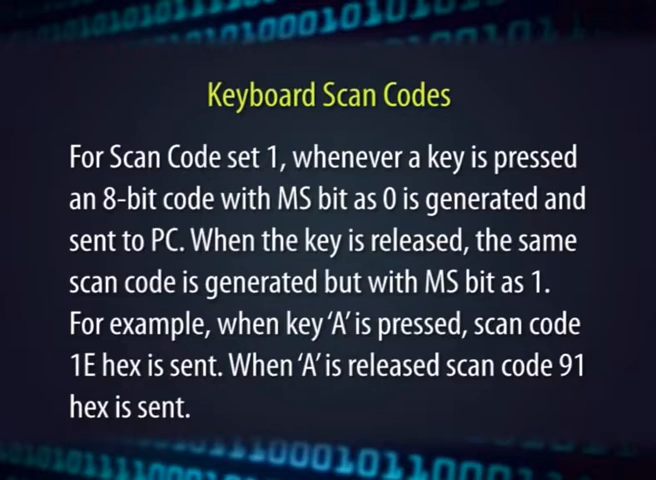 Keyboard Scan Codes
For Scan Code set 1, whenever a key is pressed
an 8-bit code with MS bit as 0 is generated and
sent to PC. When the key is released, the same
scan code is generated but with MS bit as 1.
For example, when key ‘A’ is pressed, scan code
1E hex is sent. When ‘A’ is released scan code 91
hex is sent.